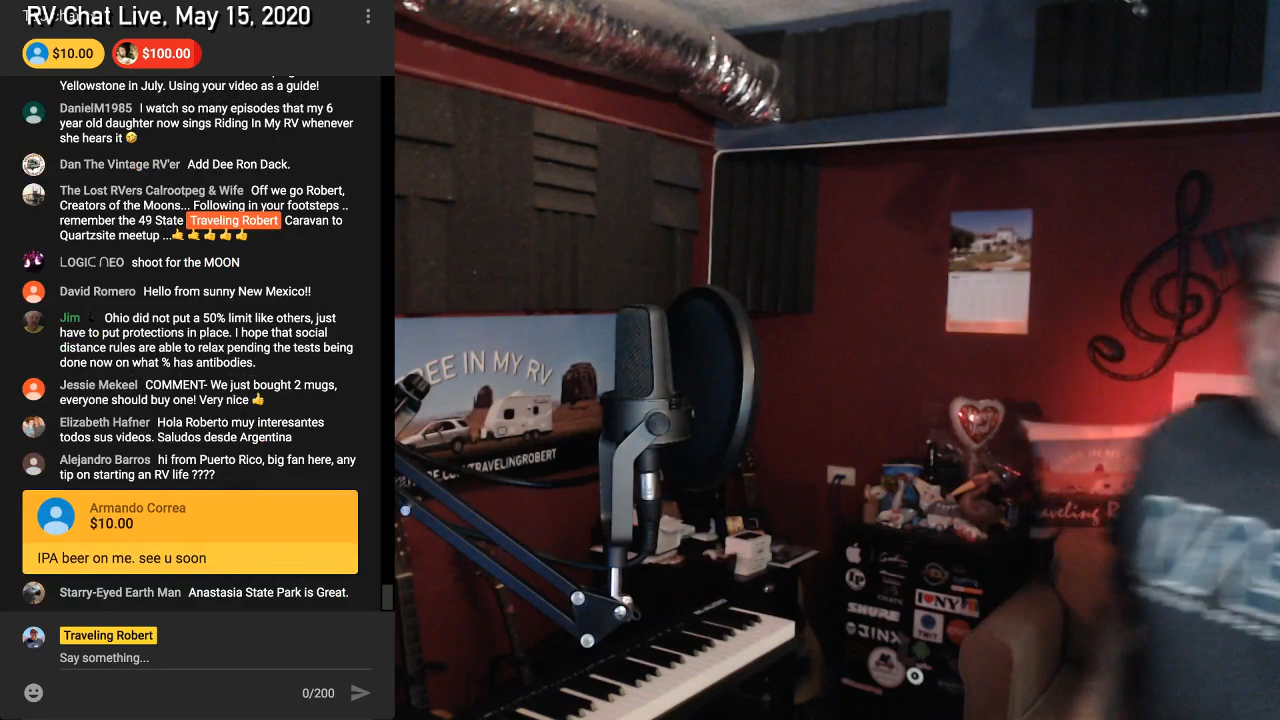 RV Chat Live, May 15, 2020
$10.00
$100.00
Yellowstone in July. Using your video as a guide!
DanielM1985 I watch so many episodes that my 6
year old daughter now sings Riding In My RV whenever
she hears it 🤣
Dan The Vintage RV'er Add Dee Ron Dack.
The Lost RVers Calrootpeg & Wife Off we go Robert,
Creators of the Moons... Following in your footsteps ..
remember the 49 State Traveling Robert Caravan to
Quartzsite meetup ...🤙🤙👍👍👍
LOGIC ∩EO shoot for the MOON
David Romero Hello from sunny New Mexico!!
Jim Ohio did not put a 50% limit like others, just
have to put protections in place. I hope that social
distance rules are able to relax pending the tests being
done now on what % has antibodies.
Jessie Mekeel COMMENT- We just bought 2 mugs,
everyone should buy one! Very nice 👍
Elizabeth Hafner Hola Roberto muy interesantes
todos sus videos. Saludos desde Argentina
Alejandro Barros hi from Puerto Rico, big fan here, any
tip on starting an RV life ????
Armando Correa
$10.00
IPA beer on me. see u soon
Starry-Eyed Earth Man Anastasia State Park is Great.
Traveling Robert
Say something...
0/200
IN MY RV
TRAVELINGROBERT
IP
SHURE
JINX
I ♥ NY
TWiT